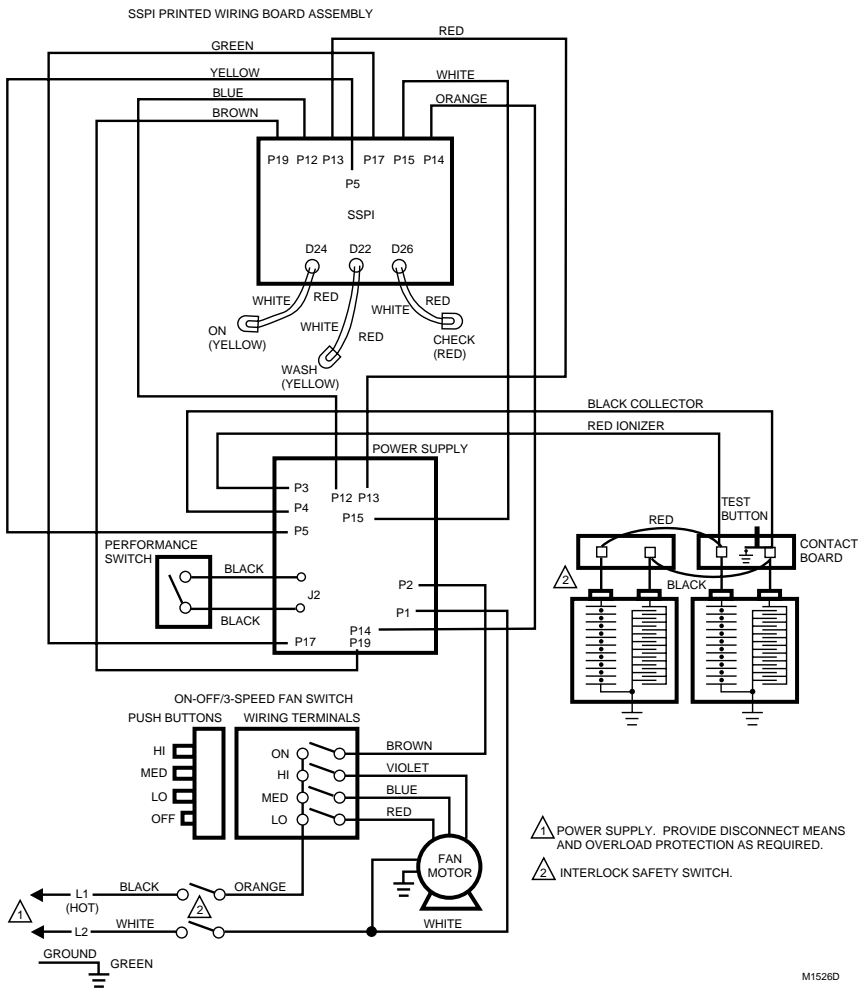 SSPI PRINTED WIRING BOARD ASSEMBLY
RED
GREEN
YELLOW
WHITE
BLUE
ORANGE
BROWN
P19 P12 P13 P17 P15 P14
P5
SSPI
D24 D22 D26
WHITE RED
WHITE RED
ON
(YELLOW)
WHITE
RED
CHECK
(RED)
WASH
(YELLOW)
BLACK COLLECTOR
RED IONIZER
POWER SUPPLY
P3
P12 P13
P4
P15
P5
TEST
BUTTON
RED
CONTACT
BOARD
PERFORMANCE
SWITCH
BLACK
J2
BLACK
P2
P1
2
BLACK
P14
P17
P19
ON-OFF/3-SPEED FAN SWITCH
PUSH BUTTONS
WIRING TERMINALS
HI
MED
LO
OFF
ON
HI
MED
LO
BROWN
VIOLET
BLUE
RED
FAN
MOTOR
1 POWER SUPPLY. PROVIDE DISCONNECT MEANS
AND OVERLOAD PROTECTION AS REQUIRED.
2 INTERLOCK SAFETY SWITCH.
1
L1
(HOT)
BLACK
ORANGE
2
L2
WHITE
WHITE
GROUND
GREEN
M1526D